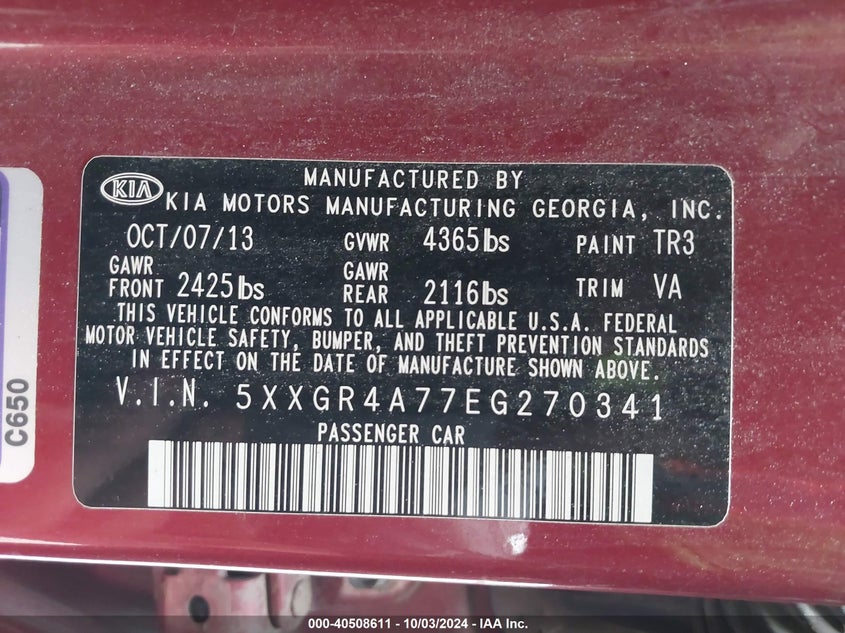 MANUFACTURED BY
KIA KIA MOTORS MANUFACTURING GEORGIA, INC.
OCT/07/13 GVWR 4365lbs PAINT TR3
GAWR FRONT 2425lbs GAWR REAR 2116lbs TRIM VA
THIS VEHICLE CONFORMS TO ALL APPLICABLE U.S.A. FEDERAL
MOTOR VEHICLE SAFETY, BUMPER, AND THEFT PREVENTION STANDARDS
IN EFFECT ON THE DATE OF MANUFACTURE SHOWN ABOVE.
V.I.N. 5XXGR4A77EG270341
PASSENGER CAR
C650
000-40508611 - 10/03/2024 - IAA Inc.